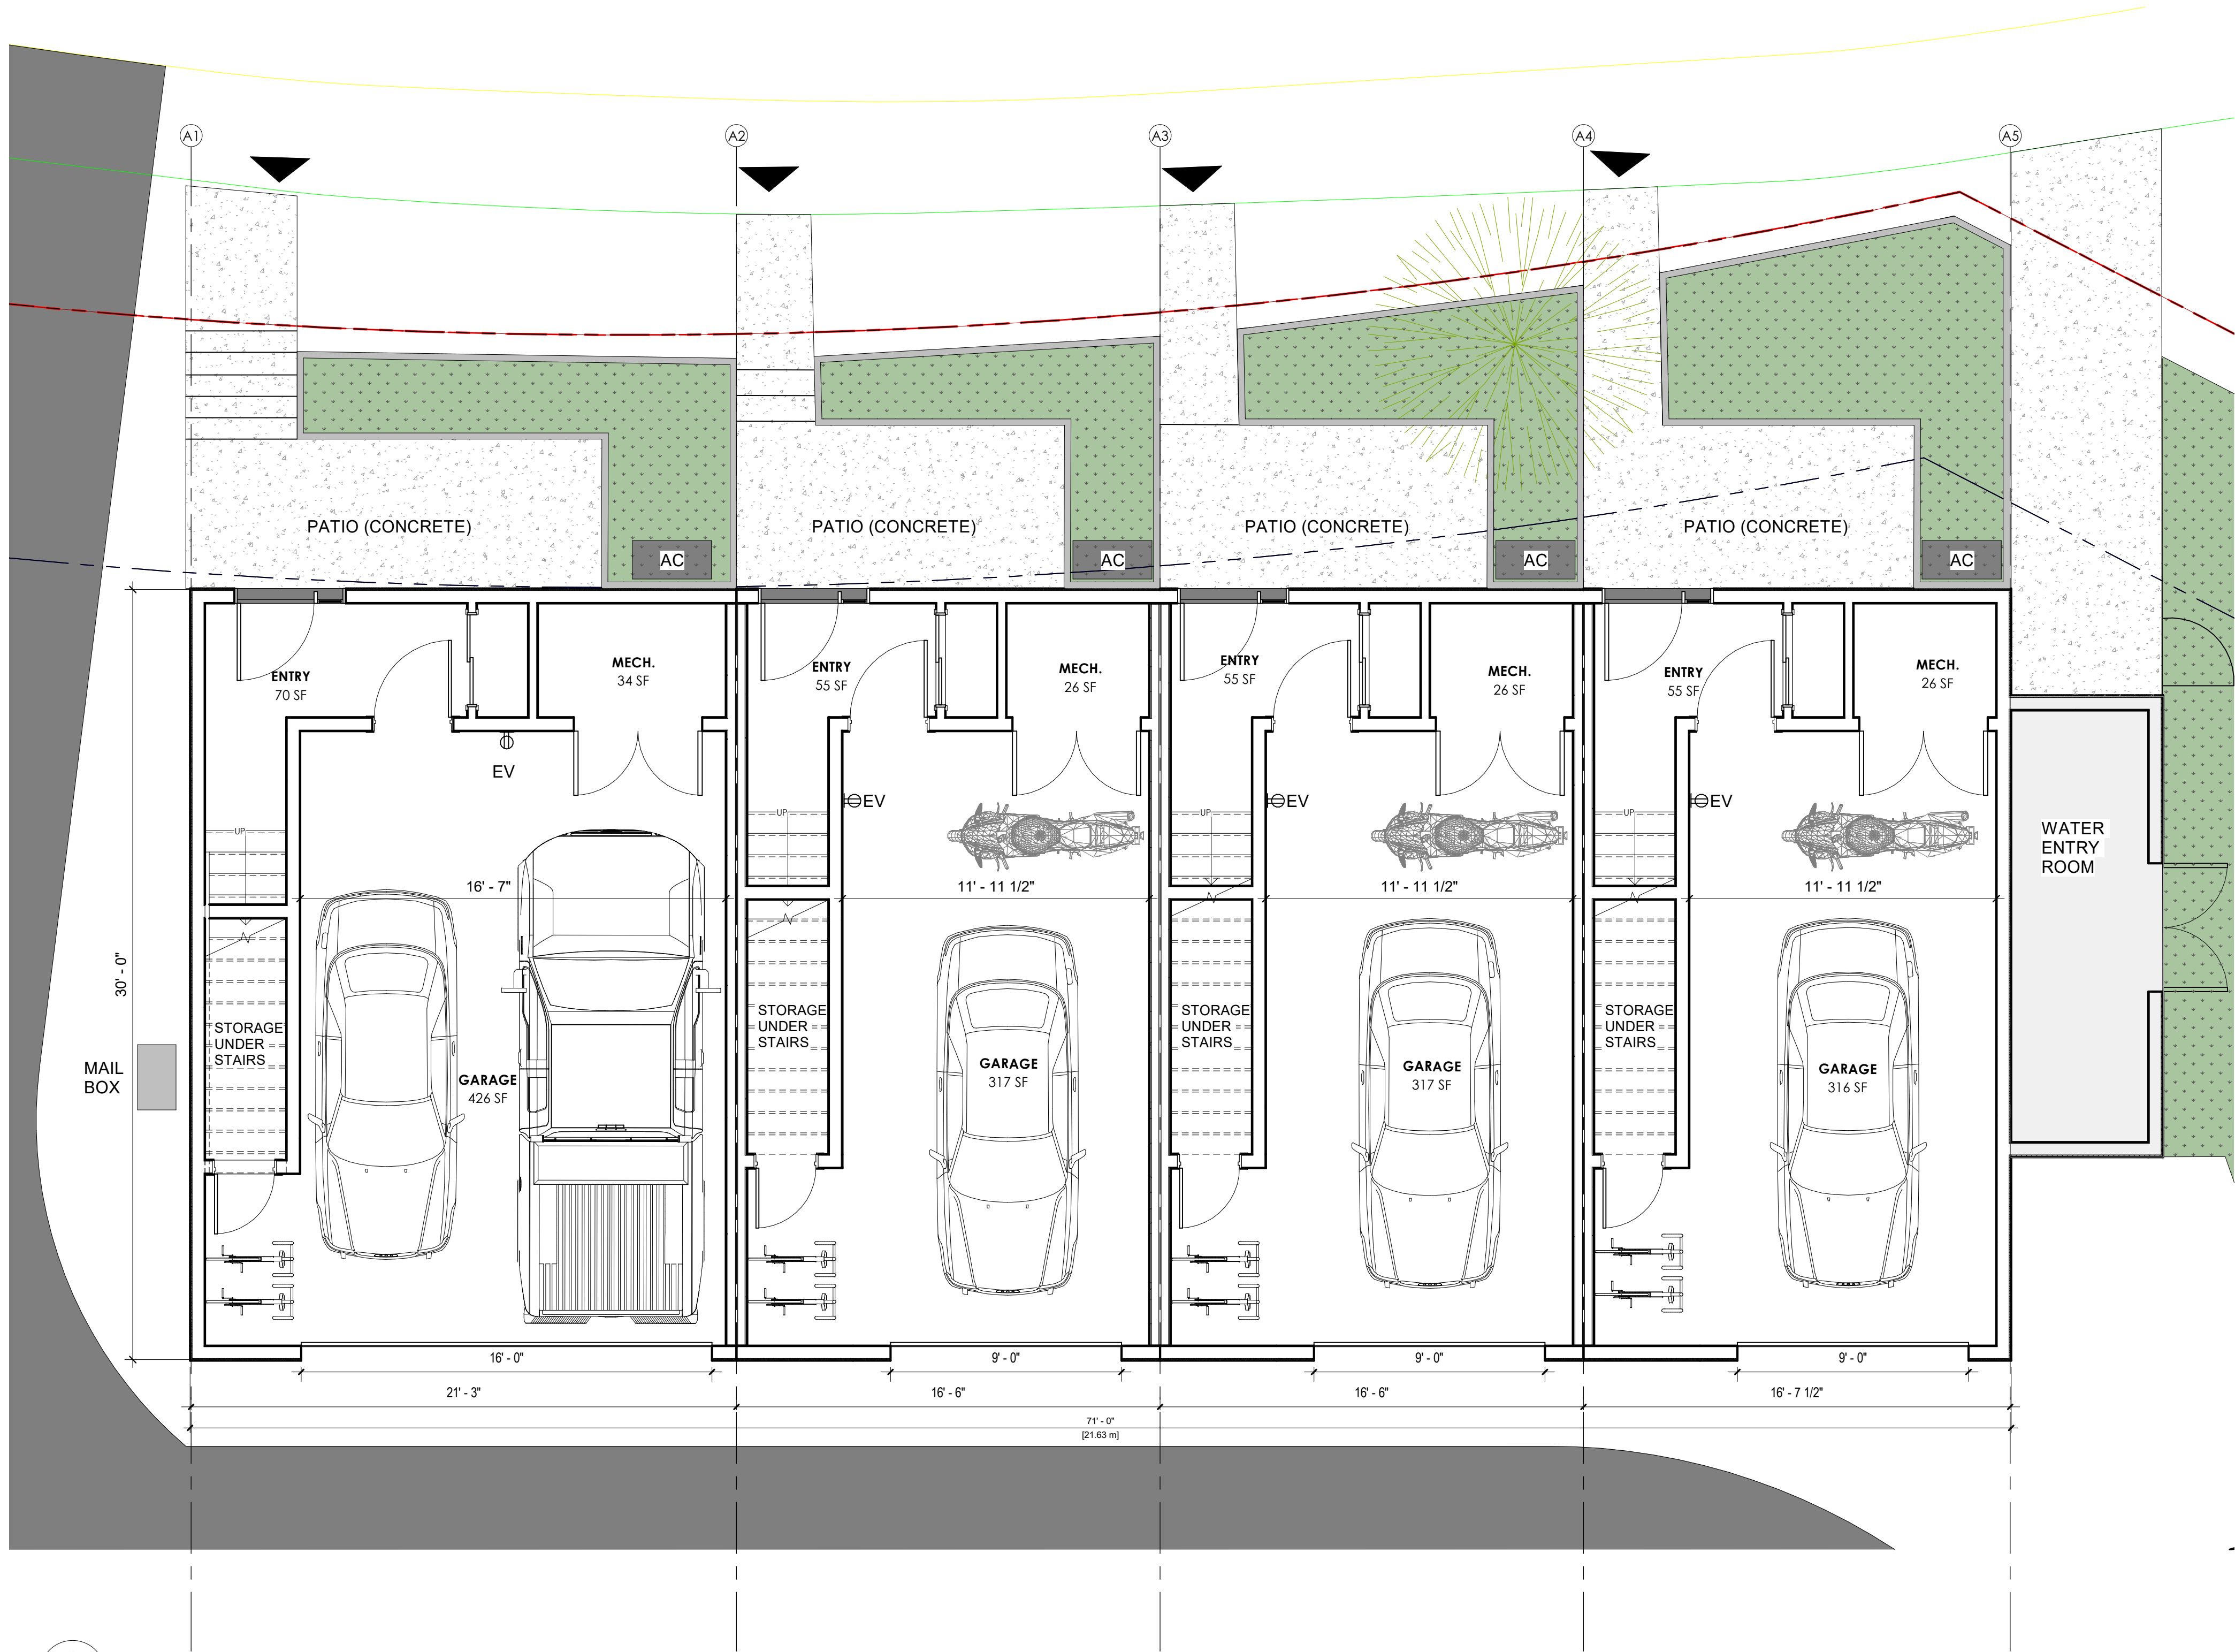 A1
A2
A3
A4
A5
PATIO (CONCRETE)
PATIO (CONCRETE)
PATIO (CONCRETE)
PATIO (CONCRETE)
AC
AC
AC
AC
ENTRY
70 SF
MECH.
34 SF
ENTRY
55 SF
MECH.
26 SF
ENTRY
55 SF
MECH.
26 SF
ENTRY
55 SF
MECH.
26 SF
EV
EV
EV
EV
UP
UP
UP
UP
WATER
ENTRY
ROOM
16' - 7"
11' - 11 1/2"
11' - 11 1/2"
11' - 11 1/2"
30' - 0"
MAIL
BOX
STORAGE
UNDER
STAIRS
GARAGE
426 SF
STORAGE
UNDER
STAIRS
GARAGE
317 SF
STORAGE
UNDER
STAIRS
GARAGE
317 SF
STORAGE
UNDER
STAIRS
GARAGE
316 SF
16' - 0"
9' - 0"
9' - 0"
9' - 0"
21' - 3"
16' - 6"
16' - 6"
16' - 7 1/2"
71' - 0"
[21.63 m]